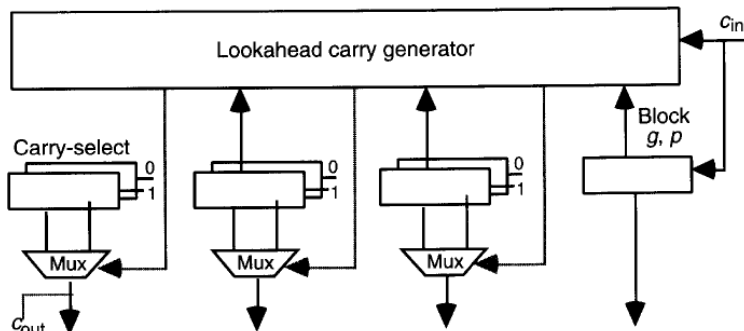 Lookahead carry generator
c_in
Block
g, p
Carry-select
0
1
0
1
0
1
Mux
Mux
Mux
c_out